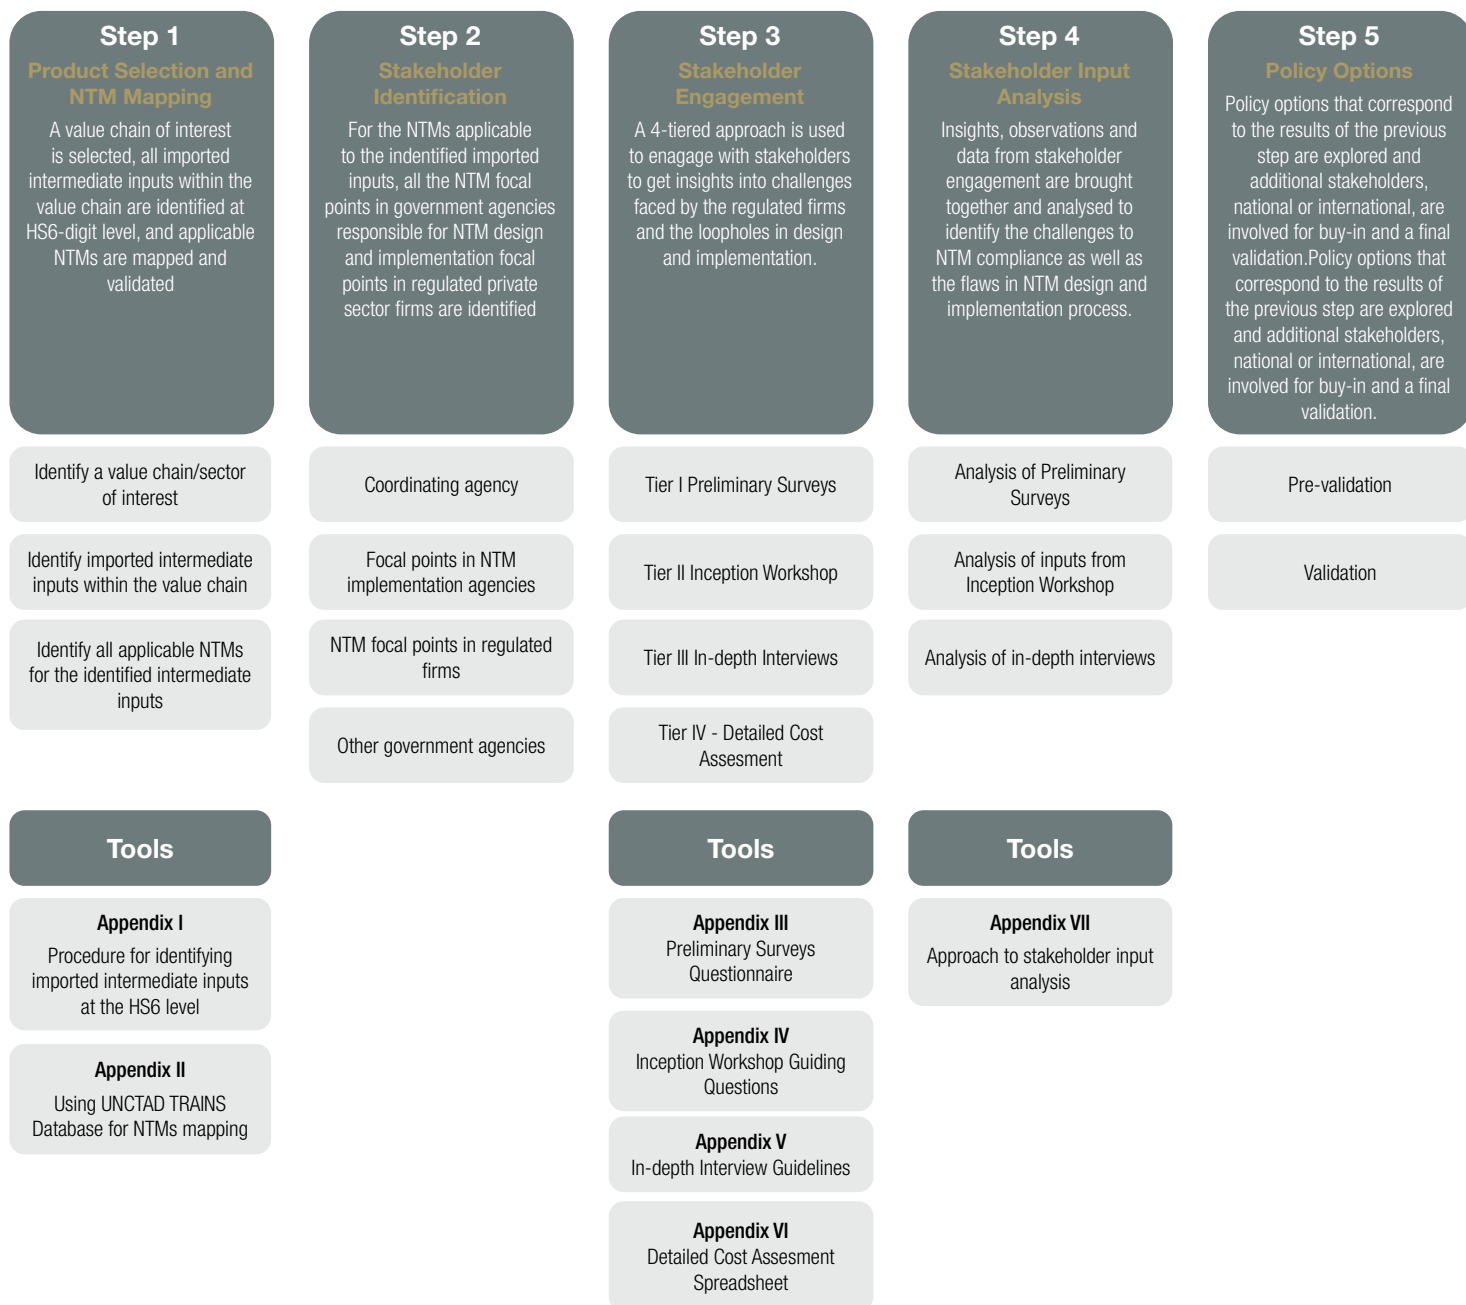 Step 1
Product Selection and
NTM Mapping
A value chain of interest
is selected, all imported
intermediate inputs within the
value chain are identified at
HS6-digit level, and applicable
NTMs are mapped and
validated
Identify a value chain/sector
of interest
Identify imported intermediate
inputs within the value chain
Identify all applicable NTMs
for the identified intermediate
inputs
Tools
Appendix I
Procedure for identifying
imported intermediate inputs
at the HS6 level
Appendix II
Using UNCTAD TRAINS
Database for NTMs mapping
Step 2
Stakeholder
Identification
For the NTMs applicable
to the indentified imported
inputs, all the NTM focal
points in government agencies
responsible for NTM design
and implementation focal
points in regulated private
sector firms are identified
Coordinating agency
Focal points in NTM
implementation agencies
NTM focal points in regulated
firms
Other government agencies
Step 3
Stakeholder
Engagement
A 4-tiered approach is used
to enagage with stakeholders
to get insights into challenges
faced by the regulated firms
and the loopholes in design
and implementation.
Tier I Preliminary Surveys
Tier II Inception Workshop
Tier III In-depth Interviews
Tier IV - Detailed Cost
Assesment
Tools
Appendix III
Preliminary Surveys
Questionnaire
Appendix IV
Inception Workshop Guiding
Questions
Appendix V
In-depth Interview Guidelines
Appendix VI
Detailed Cost Assesment
Spreadsheet
Step 4
Stakeholder Input
Analysis
Insights, observations and
data from stakeholder
engagement are brought
together and analysed to
identify the challenges to
NTM compliance as well as
the flaws in NTM design and
implementation process.
Analysis of Preliminary
Surveys
Analysis of inputs from
Inception Workshop
Analysis of in-depth interviews
Tools
Appendix VII
Approach to stakeholder input
analysis
Step 5
Policy Options
Policy options that correspond
to the results of the previous
step are explored and
additional stakeholders,
national or international, are
involved for buy-in and a final
validation.Policy options that
correspond to the results of
the previous step are explored
and additional stakeholders,
national or international, are
involved for buy-in and a final
validation.
Pre-validation
Validation